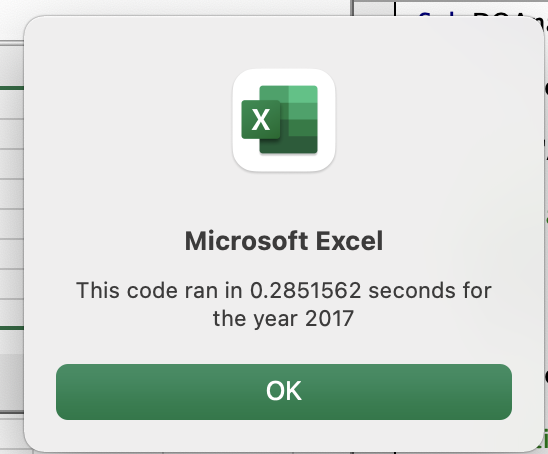 X
Microsoft Excel
This code ran in 0.2851562 seconds for
the year 2017
OK